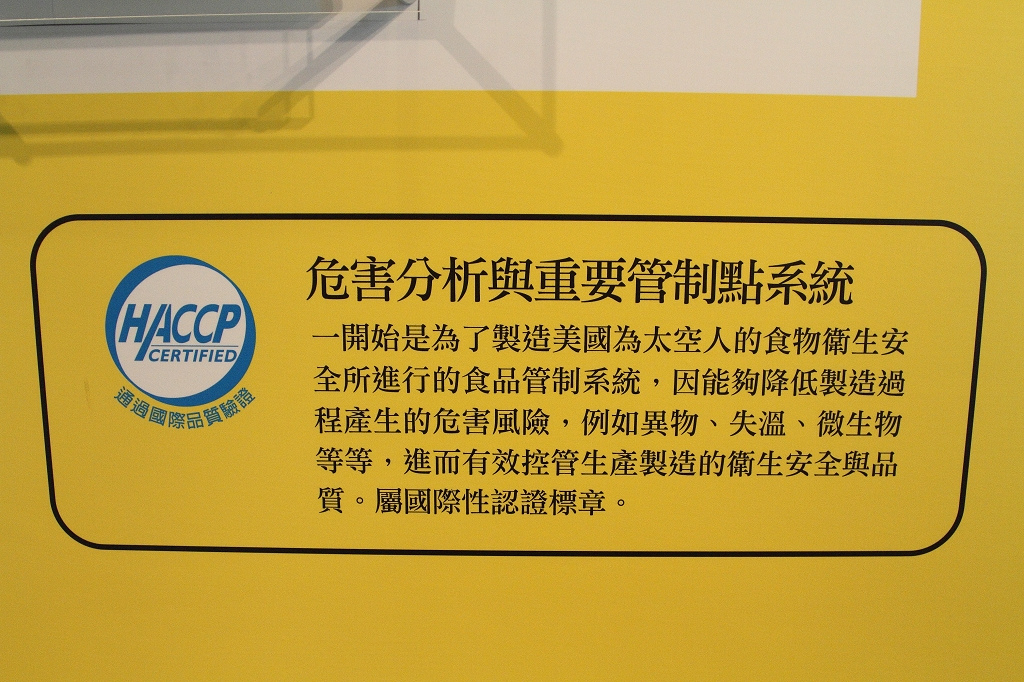 HACCP
CERTIFIED
通過國際品質驗證
危害分析與重要管制點系統
一開始是為了製造美國為太空人的食物衛生安
全所進行的食品管制系統，因能夠降低製造過
程產生的危害風險，例如異物、失溫、微生物
等等，進而有效控管生產製造的衛生安全與品
質。屬國際性認證標章。